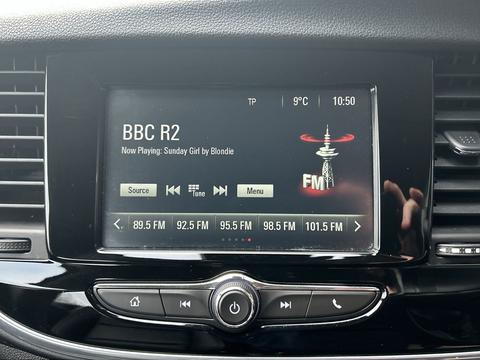 TP 9°C 10:50
BBC R2
Now Playing: Sunday Girl by Blondie
FM
Source Tune Menu
89.5 FM 92.5 FM 95.5 FM 98.5 FM 101.5 FM